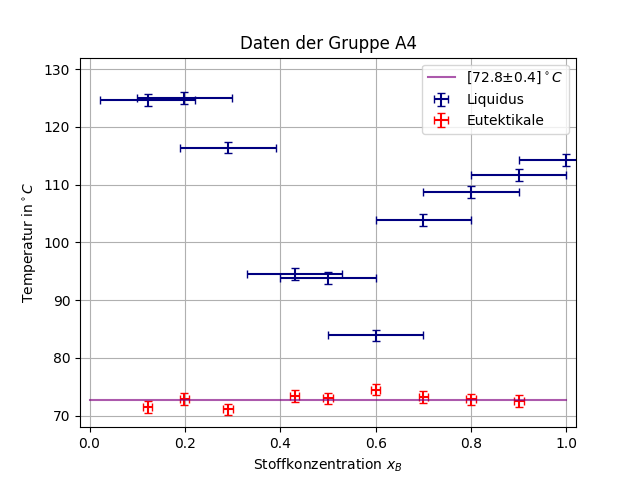 Daten der Gruppe A4
[72.8±0.4]°C
Liquidus
Eutektikale
130
120
110
100
90
80
70
Temperatur in °C
0.0 0.2 0.4 0.6 0.8 1.0
Stoffkonzentration x_B